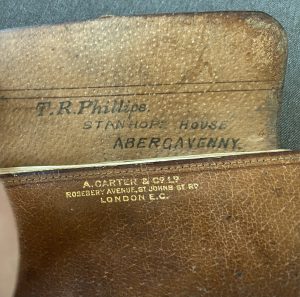 T.R.Phillips,
STANHOPE HOUSE
ABERGAVENNY.
A. CARTER & Co. LD
ROSEBERY AVENUE, ST JOHNS ST RD
LONDON E.C.